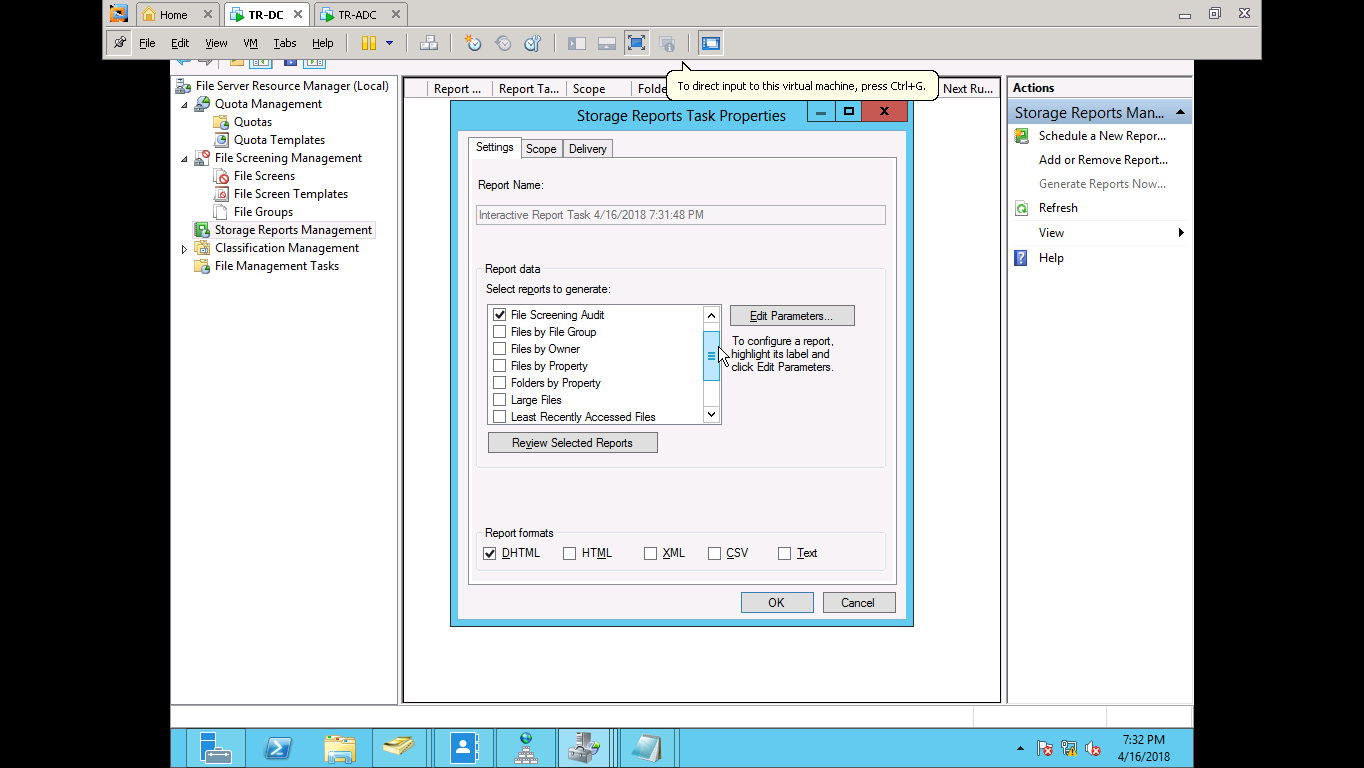 Home
TR-DC
TR-ADC
File Edit View VM Tabs Help
To direct input to this virtual machine, press Ctrl+G.
File Server Resource Manager (Local)
Quota Management
Quotas
Quota Templates
File Screening Management
File Screens
File Screen Templates
File Groups
Storage Reports Management
Classification Management
File Management Tasks
Report ... Report Ta... Scope Next Ru...
Storage Reports Task Properties
Settings Scope Delivery
Report Name:
Interactive Report Task 4/16/2018 7:31:48 PM
Report data
Select reports to generate:
File Screening Audit
Files by File Group
Files by Owner
Files by Property
Folders by Property
Large Files
Least Recently Accessed Files
Edit Parameters...
To configure a report,
highlight its label and
click Edit Parameters.
Review Selected Reports
Report formats
DHTML HTML XML CSV Text
OK Cancel
Actions
Storage Reports Man...
Schedule a New Repor...
Add or Remove Report...
Generate Reports Now...
Refresh
View
Help
7:32 PM
4/16/2018